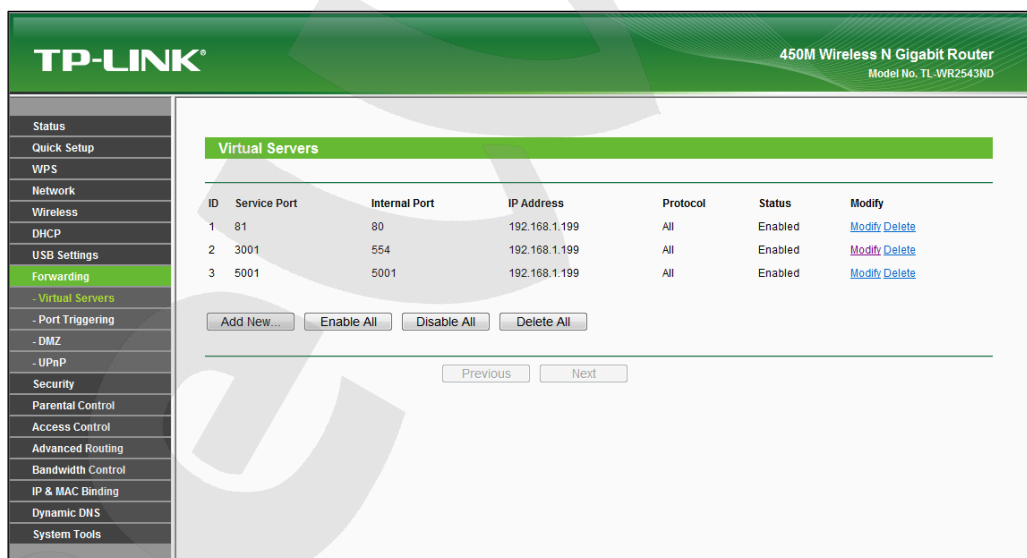 TP-LINK®
450M Wireless N Gigabit Router
Model No. TL-WR2543ND
Status
Quick Setup
WPS
Network
Wireless
DHCP
USB Settings
Forwarding
- Virtual Servers
- Port Triggering
- DMZ
- UPnP
Security
Parental Control
Access Control
Advanced Routing
Bandwidth Control
IP & MAC Binding
Dynamic DNS
System Tools
Virtual Servers
ID Service Port Internal Port IP Address Protocol Status Modify
1 81 80 192.168.1.199 All Enabled Modify Delete
2 3001 554 192.168.1.199 All Enabled Modify Delete
3 5001 5001 192.168.1.199 All Enabled Modify Delete
Add New... Enable All Disable All Delete All
Previous Next